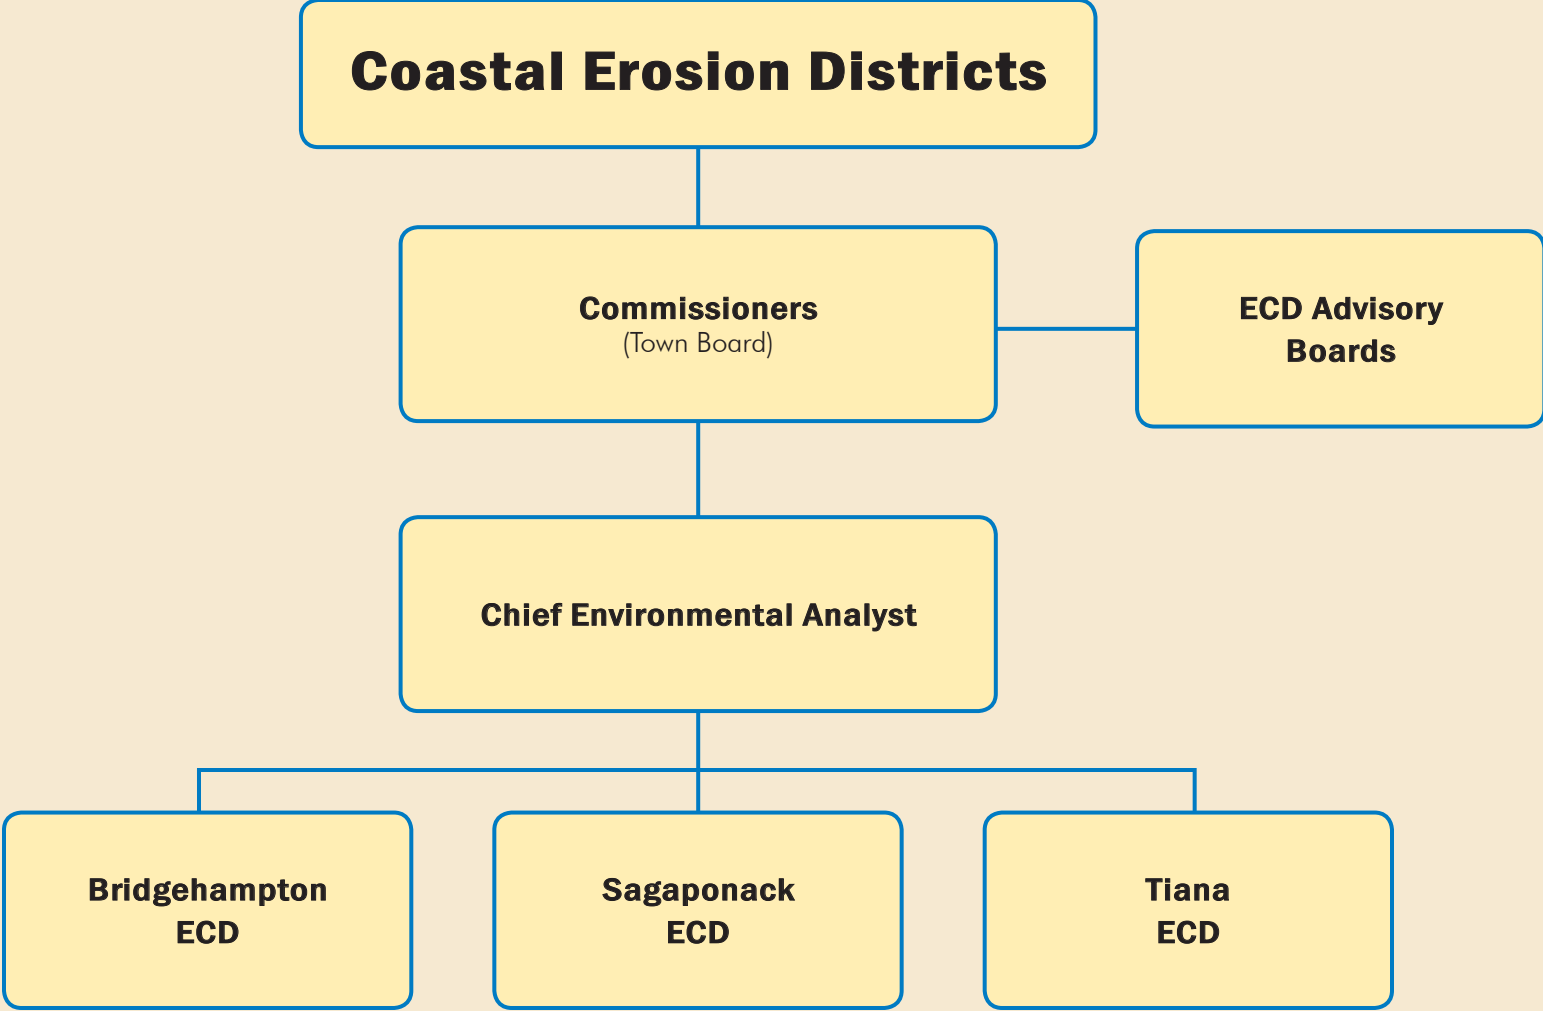 Coastal Erosion Districts
Commissioners
(Town Board)
ECD Advisory
Boards
Chief Environmental Analyst
Bridgehampton
ECD
Sagaponack
ECD
Tiana
ECD